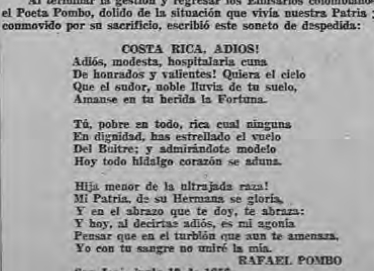 Al terminar la gestión y regresar los Emisarios colombiano-
el Poeta Pombo, dolido de la situación que vivía nuestra Patria y
conmovido por su sacrificio, escribió este soneto de despedida:
COSTA RICA, ADIOS!
Adiós, modesta, hospitalaria cuna
De honrados y valientes! Quiera el cielo
Que el sudor, noble lluvia de tu suelo,
Amanse en tu herida la Fortuna.
Tú, pobre en todo, rica cual ninguna
En dignidad, has estrellado el vuelo
Del Buitre; y admirándote modelo
Hoy todo hidalgo corazón se aduna.
Hija menor de la ultrajada raza!
Mi Patria, de su Hermana se gloría,
Y en el abrazo que te doy, te abraza:
Y hoy, al decirte adiós, es mi agonía
Pensar que en el turbión que aun te amenaza,
Yo con tu sangre no uniré la mía.
RAFAEL POMBO